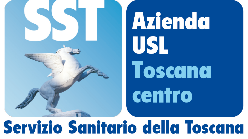 SST
Azienda
USL
Toscana
centro
Servizio Sanitario della Toscana